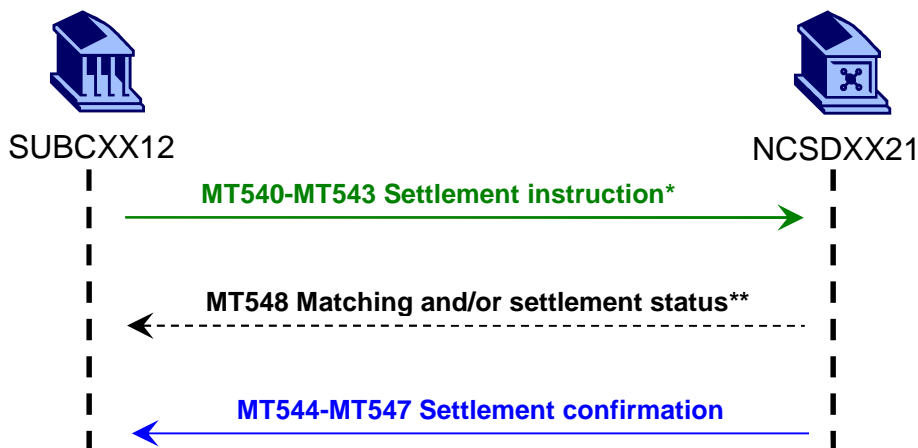 SUBCXX12
NCSDXX21
MT540-MT543 Settlement instruction*
MT548 Matching and/or settlement status**
MT544-MT547 Settlement confirmation